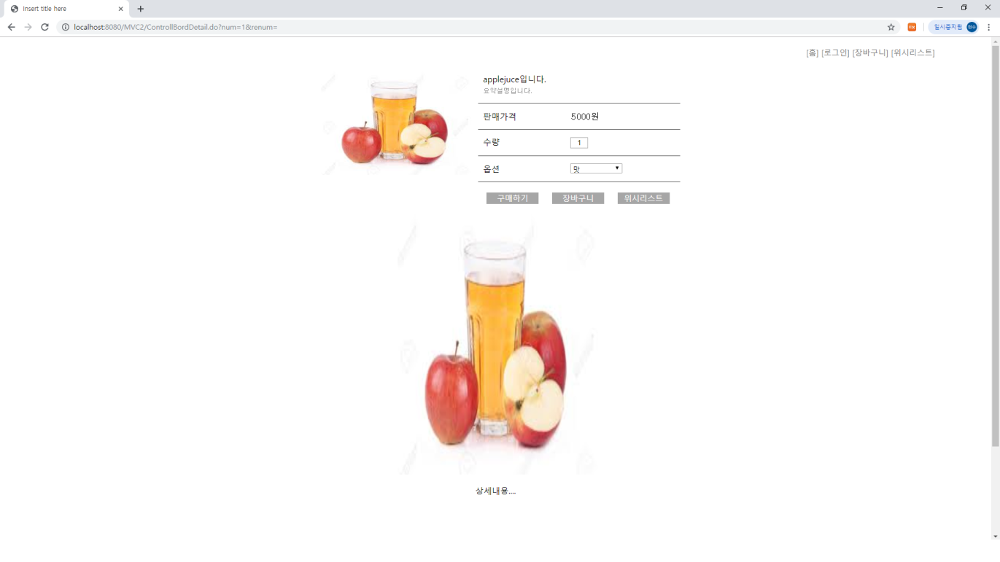 Insert title here
localhost:8080/MVC2/ControllBordDetail.do?num=1&renum=
일시중지됨 현수
[홈] [로그인] [장바구니] [위시리스트]
applejuce입니다.
요약설명입니다.
판매가격 5000원
수량 1
옵션 맛
구매하기 장바구니 위시리스트
상세내용....